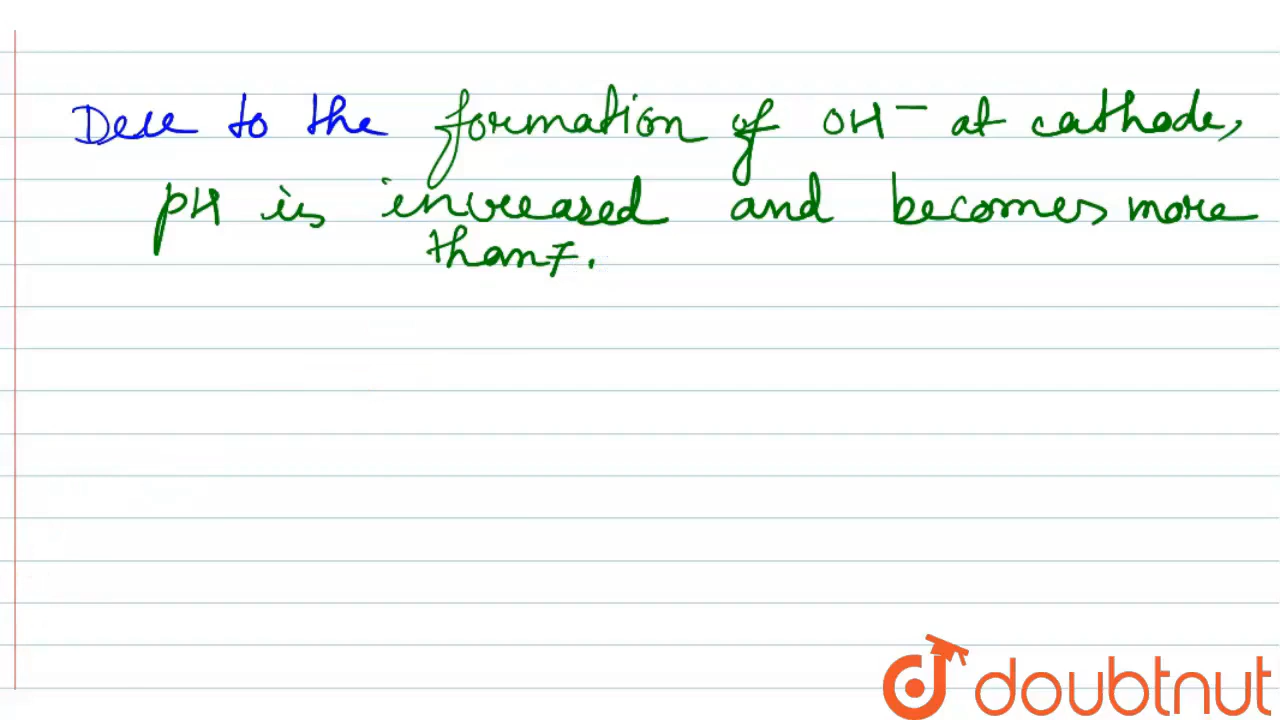 Due to the formation of OH⁻ at cathode,
pH is increased and becomes more
than 7.
doubtnut